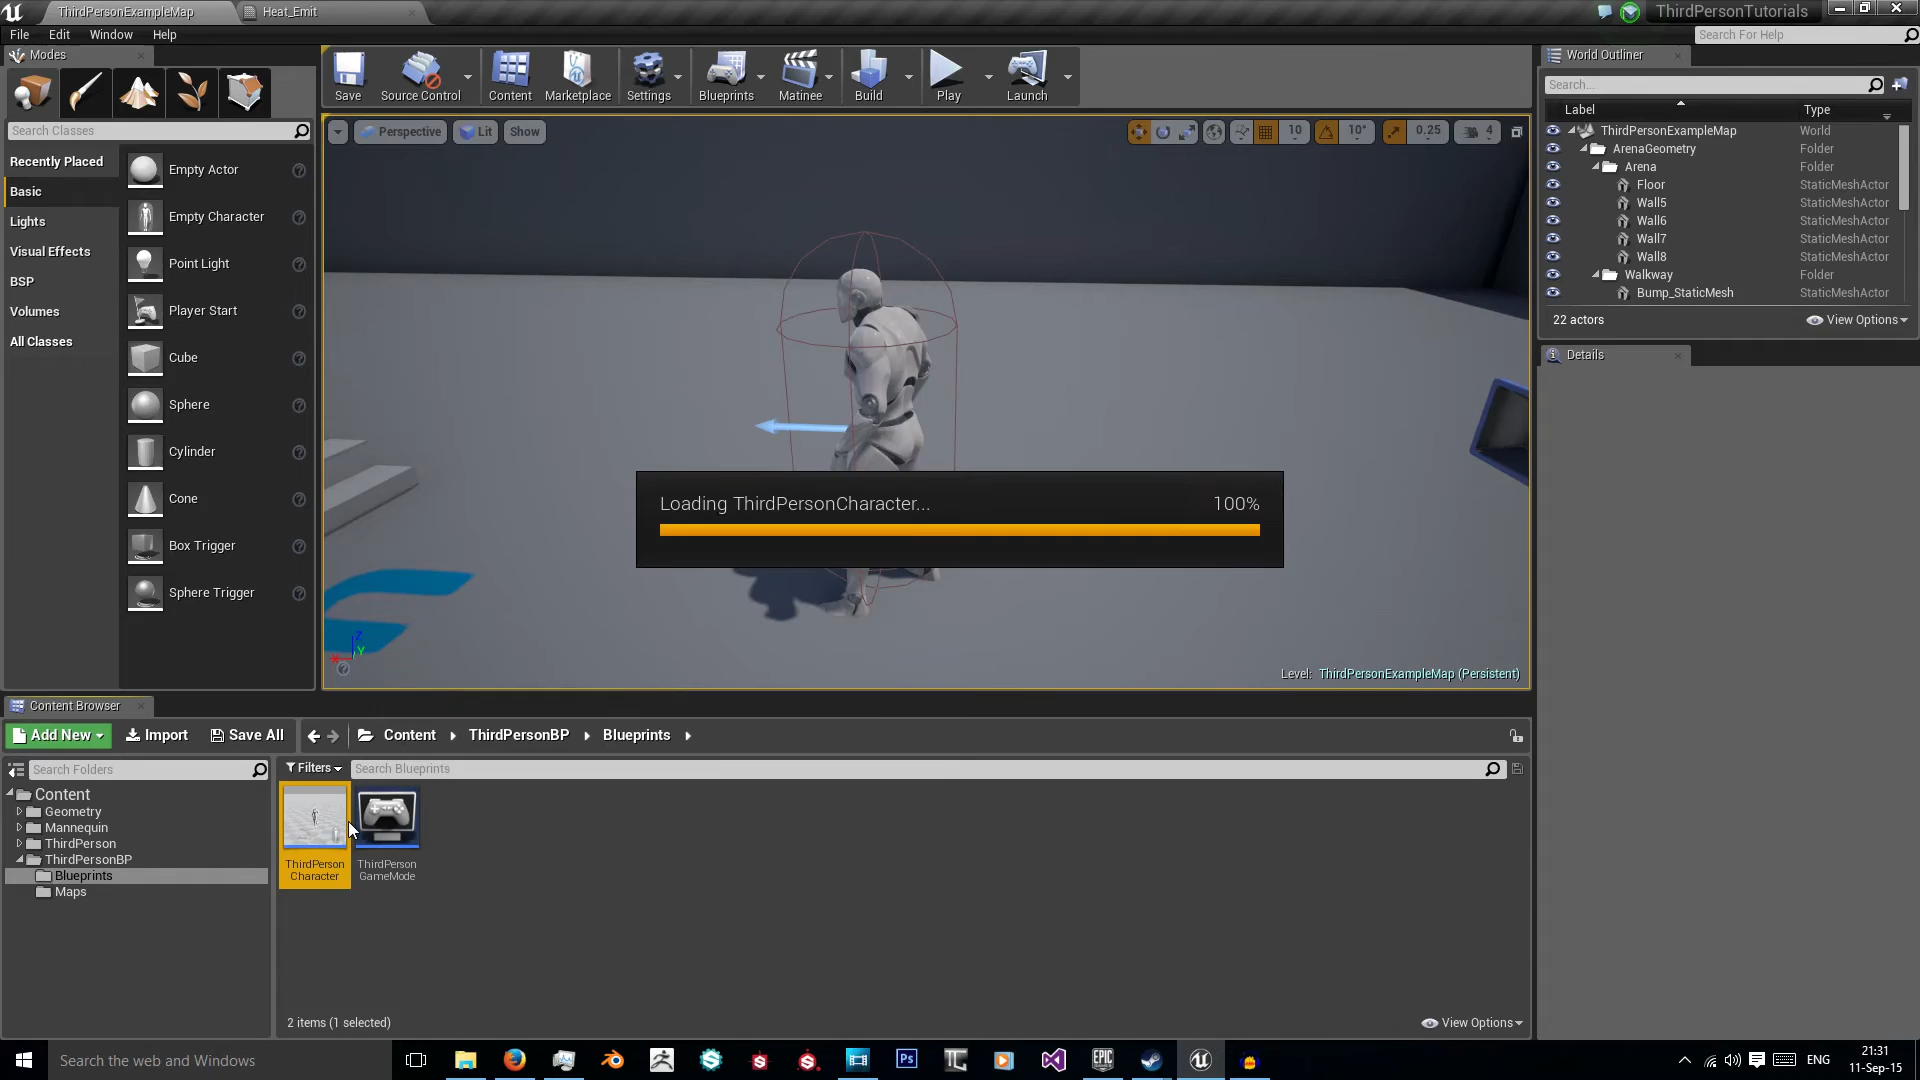 ThirdPersonExampleMap
Heat_Emit
ThirdPersonTutorials
File Edit Window Help
Search For Help
Modes
Save
Source Control
Content
Marketplace
Settings
Blueprints
Matinee
Build
Play
Launch
Search Classes
Recently Placed
Basic
Lights
Visual Effects
BSP
Volumes
All Classes
Empty Actor
Empty Character
Point Light
Player Start
Cube
Sphere
Cylinder
Cone
Box Trigger
Sphere Trigger
Perspective
Lit
Show
10
10°
0.25
4
Loading ThirdPersonCharacter... 100%
Z
Y
Level: ThirdPersonExampleMap (Persistent)
World Outliner
Search...
Label Type
ThirdPersonExampleMap World
ArenaGeometry Folder
Arena Folder
Floor StaticMeshActor
Wall5 StaticMeshActor
Wall6 StaticMeshActor
Wall7 StaticMeshActor
Wall8 StaticMeshActor
Walkway Folder
Bump_StaticMesh StaticMeshActor
22 actors
View Options
Details
Content Browser
Add New
Import
Save All
Content
ThirdPersonBP
Blueprints
Search Folders
Filters
Search Blueprints
Content
Geometry
Mannequin
ThirdPerson
ThirdPersonBP
Blueprints
Maps
ThirdPerson
Character
ThirdPerson
GameMode
2 items (1 selected)
View Options
Search the web and Windows
Ps
EPIC
GAMES
ENG
21:31
11-Sep-15